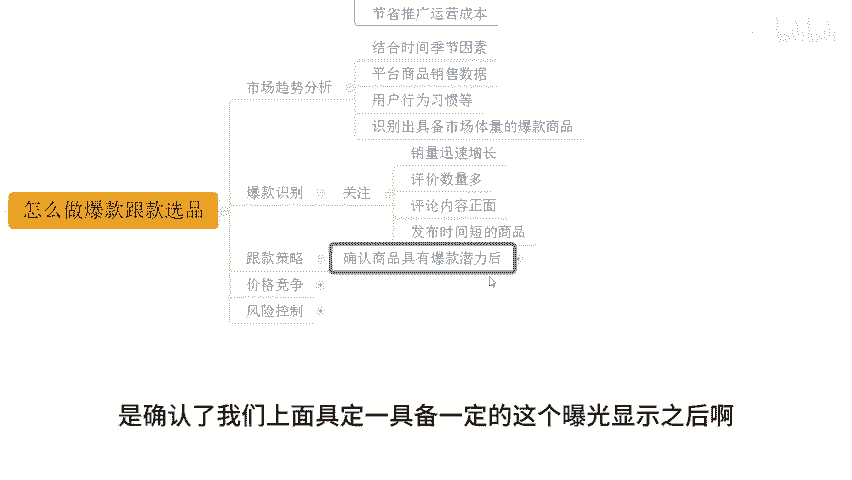 节省推广运营成本
结合时间季节因素
市场趋势分析
平台商品销售数据
用户行为习惯等
识别出具备市场体量的爆款商品
销量迅速增长
评价数量多
爆款识别
关注
评论内容正面
怎么做爆款跟款选品
发布时间短的商品
跟款策略
确认商品具有爆款潜力后
价格竞争
风险控制
是确认了我们上面具定一具备一定的这个曝光显示之后啊
bilibili